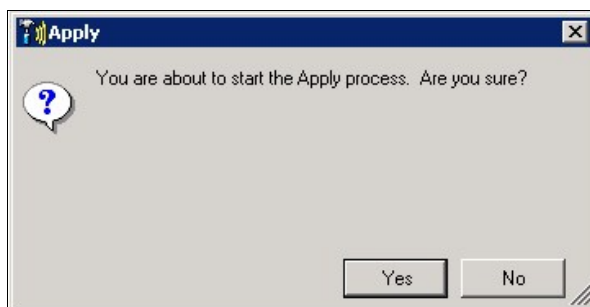 Apply
You are about to start the Apply process.  Are you sure?
Yes
No